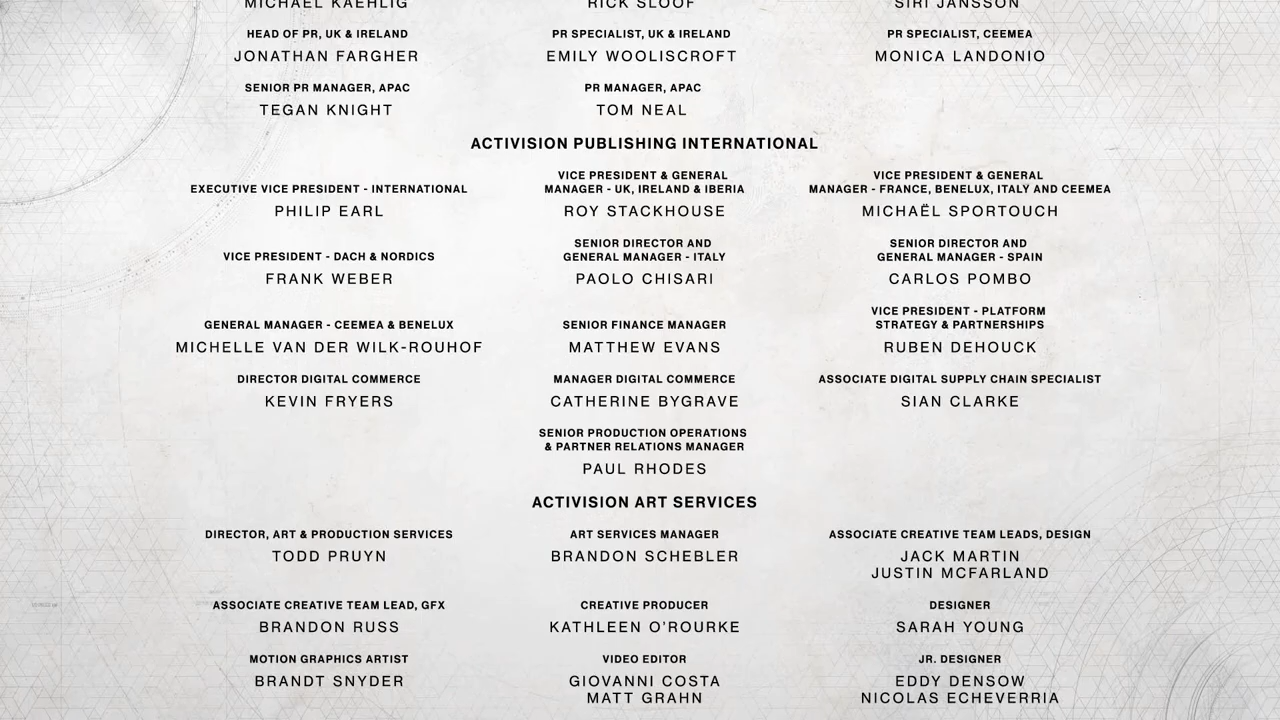 MICHAEL KAEHLIG RICK SLOOF SIRI JANSSON
HEAD OF PR, UK & IRELAND PR SPECIALIST, UK & IRELAND PR SPECIALIST, CEEMEA
JONATHAN FARGHER EMILY WOOLISCROFT MONICA LANDONIO
SENIOR PR MANAGER, APAC PR MANAGER, APAC
TEGAN KNIGHT TOM NEAL
ACTIVISION PUBLISHING INTERNATIONAL
EXECUTIVE VICE PRESIDENT - INTERNATIONAL
PHILIP EARL
VICE PRESIDENT & GENERAL
MANAGER - UK, IRELAND & IBERIA
ROY STACKHOUSE
VICE PRESIDENT & GENERAL
MANAGER - FRANCE, BENELUX, ITALY AND CEEMEA
MICHAËL SPORTOUCH
VICE PRESIDENT - DACH & NORDICS
FRANK WEBER
SENIOR DIRECTOR AND
GENERAL MANAGER - ITALY
PAOLO CHISARI
SENIOR DIRECTOR AND
GENERAL MANAGER - SPAIN
CARLOS POMBO
GENERAL MANAGER - CEEMEA & BENELUX
MICHELLE VAN DER WILK-ROUHOF
SENIOR FINANCE MANAGER
MATTHEW EVANS
VICE PRESIDENT - PLATFORM
STRATEGY & PARTNERSHIPS
RUBEN DEHOUCK
DIRECTOR DIGITAL COMMERCE
KEVIN FRYERS
MANAGER DIGITAL COMMERCE
CATHERINE BYGRAVE
ASSOCIATE DIGITAL SUPPLY CHAIN SPECIALIST
SIAN CLARKE
SENIOR PRODUCTION OPERATIONS
& PARTNER RELATIONS MANAGER
PAUL RHODES
ACTIVISION ART SERVICES
DIRECTOR, ART & PRODUCTION SERVICES
TODD PRUYN
ART SERVICES MANAGER
BRANDON SCHEBLER
ASSOCIATE CREATIVE TEAM LEADS, DESIGN
JACK MARTIN
JUSTIN MCFARLAND
ASSOCIATE CREATIVE TEAM LEAD, GFX
BRANDON RUSS
CREATIVE PRODUCER
KATHLEEN O'ROURKE
DESIGNER
SARAH YOUNG
MOTION GRAPHICS ARTIST
BRANDT SNYDER
VIDEO EDITOR
GIOVANNI COSTA
MATT GRAHN
JR. DESIGNER
EDDY DENSOW
NICOLAS ECHEVERRIA